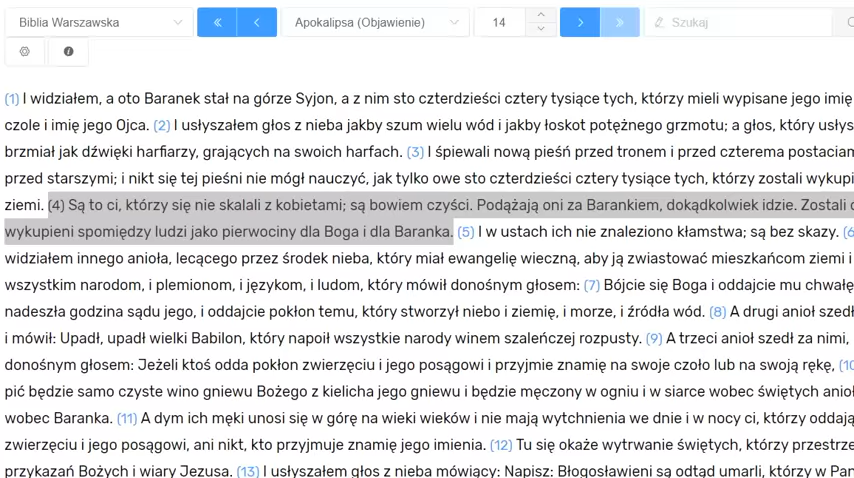 Biblia Warszawska « ‹ Apokalipsa (Objawienie) 14 › » Szukaj
(1) I widziałem, a oto Baranek stał na górze Syjon, a z nim sto czterdzieści cztery tysiące tych, którzy mieli wypisane jego imię
czole i imię jego Ojca. (2) I usłyszałem głos z nieba jakby szum wielu wód i jakby łoskot potężnego grzmotu; a głos, który usłys
brzmiał jak dźwięki harfiarzy, grających na swoich harfach. (3) I śpiewali nową pieśń przed tronem i przed czterema postaciam
przed starszymi; i nikt się tej pieśni nie mógł nauczyć, jak tylko owe sto czterdzieści cztery tysiące tych, którzy zostali wykupi
ziemi. (4) Są to ci, którzy się nie skalali z kobietami; są bowiem czyści. Podążają oni za Barankiem, dokądkolwiek idzie. Zostali
wykupieni spomiędzy ludzi jako pierwociny dla Boga i dla Baranka. (5) I w ustach ich nie znaleziono kłamstwa; są bez skazy. (6
widziałem innego anioła, lecącego przez środek nieba, który miał ewangelię wieczną, aby ją zwiastować mieszkańcom ziemi i
wszystkim narodom, i plemionom, i językom, i ludom, który mówił donośnym głosem: (7) Bójcie się Boga i oddajcie mu chwałę
nadeszła godzina sądu jego, i oddajcie pokłon temu, który stworzył niebo i ziemię, i morze, i źródła wód. (8) A drugi anioł szedł
i mówił: Upadł, upadł wielki Babilon, który napoił wszystkie narody winem szaleńczej rozpusty. (9) A trzeci anioł szedł za nimi,
donośnym głosem: Jeżeli ktoś odda pokłon zwierzęciu i jego posągowi i przyjmie znamię na swoje czoło lub na swoją rękę, (10
pić będzie samo czyste wino gniewu Bożego z kielicha jego gniewu i będzie męczony w ogniu i w siarce wobec świętych anioł
wobec Baranka. (11) A dym ich męki unosi się w górę na wieki wieków i nie mają wytchnienia we dnie i w nocy ci, którzy oddają
zwierzęciu i jego posągowi, ani nikt, kto przyjmuje znamię jego imienia. (12) Tu się okaże wytrwanie świętych, którzy przestrze
przykazań Bożych i wiary Jezusa. (13) I usłyszałem głos z nieba mówiący: Napisz: Błogosławieni są odtąd umarli, którzy w Pan